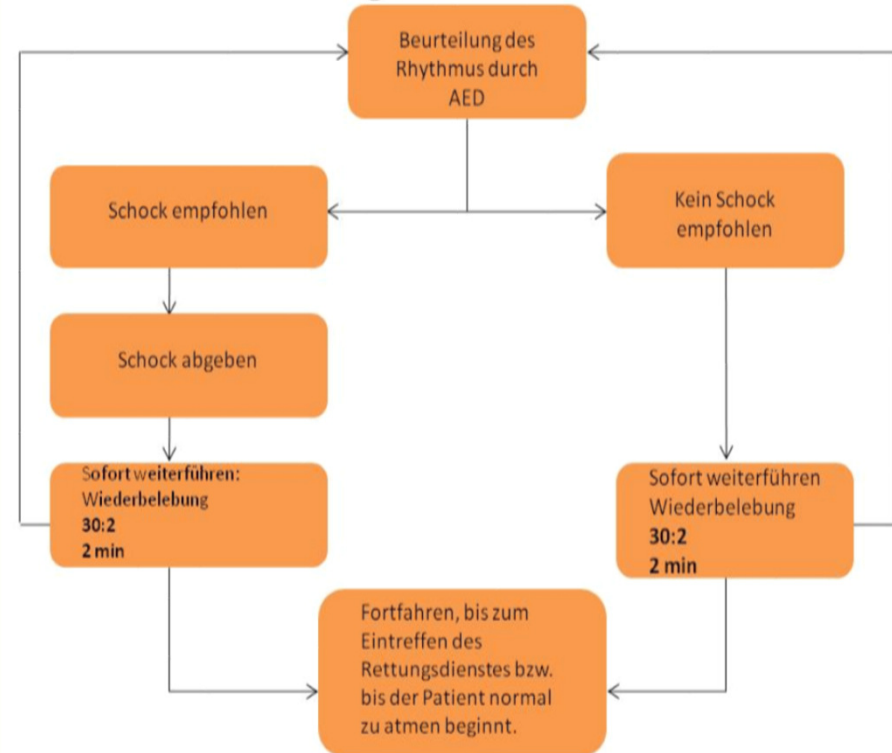 Beurteilung des
Rhythmus durch
AED
Schock empfohlen
Kein Schock
empfohlen
Schock abgeben
Sofort weiterführen:
Wiederbelebung
30:2
2 min
Sofort weiterführen
Wiederbelebung
30:2
2 min
Fortfahren, bis zum
Eintreffen des
Rettungsdienstes bzw.
bis der Patient normal
zu atmen beginnt.